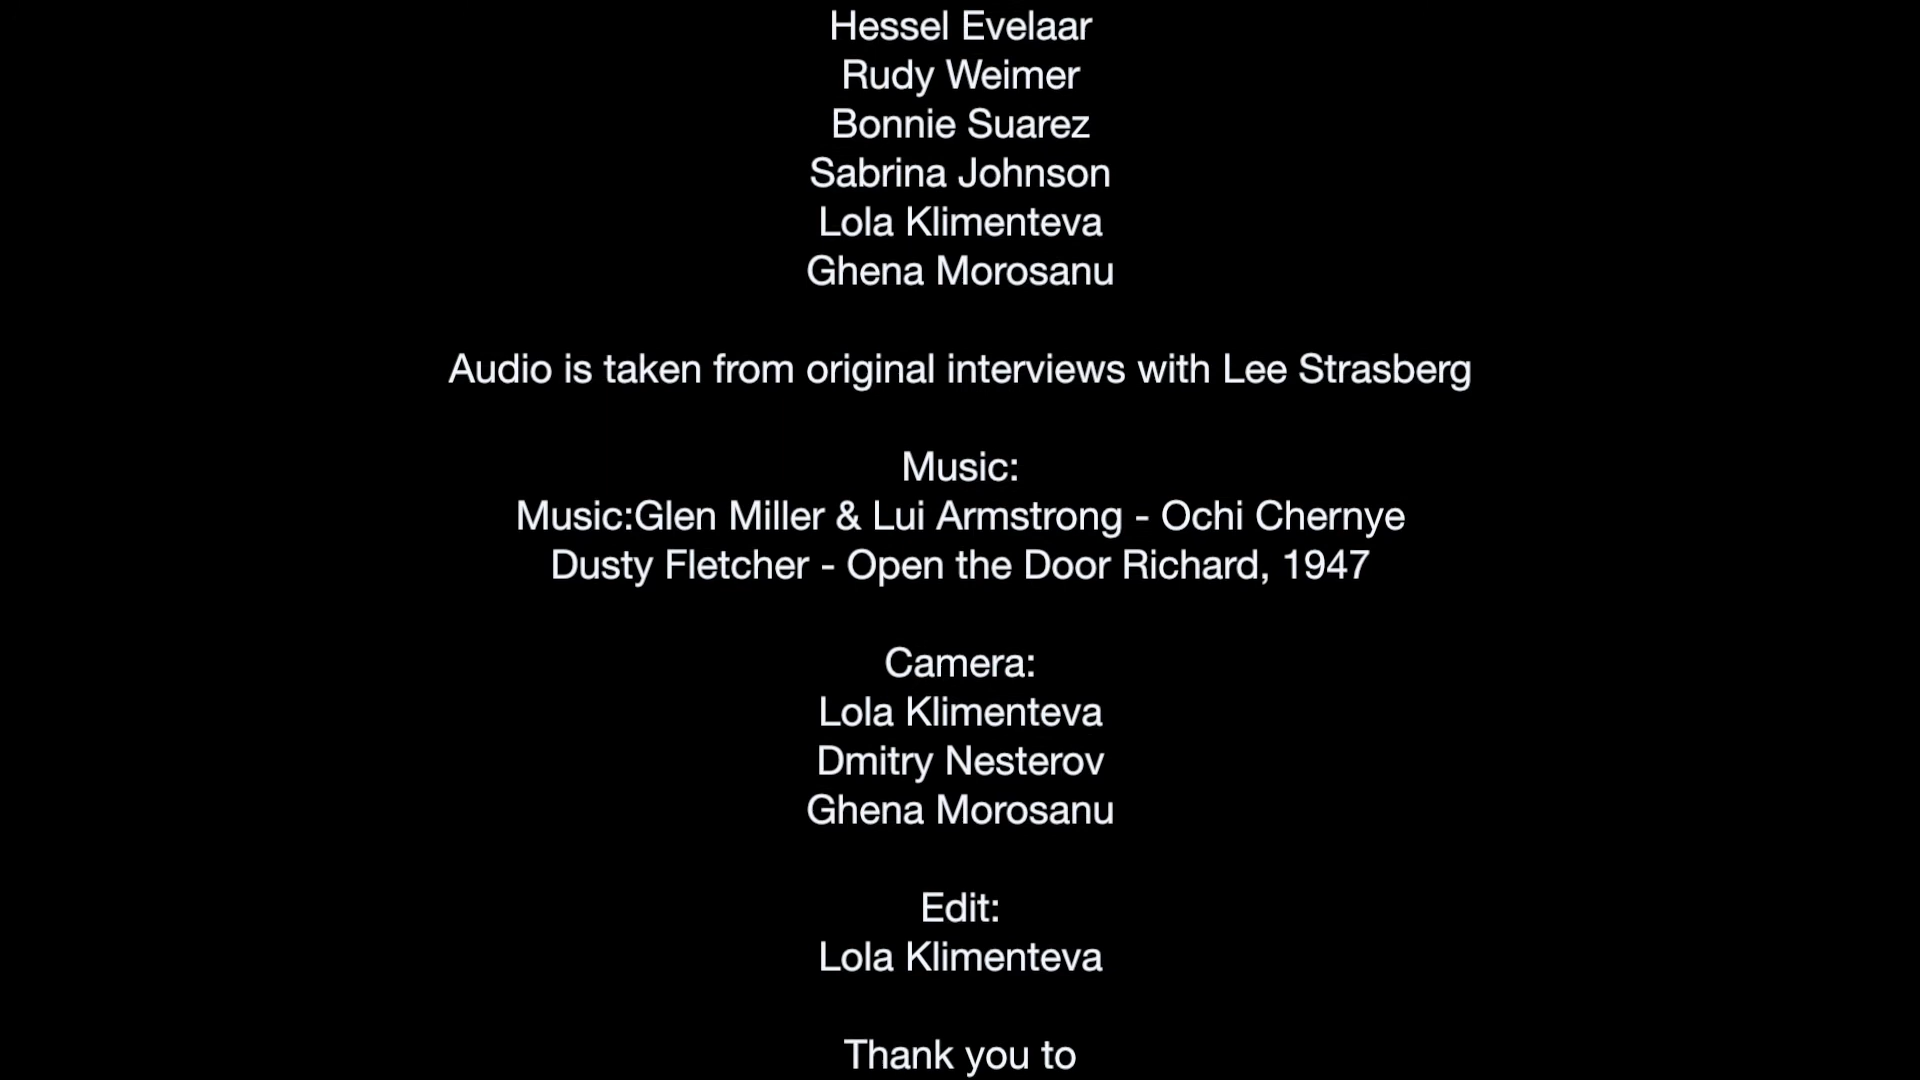 Hessel Evelaar
Rudy Weimer
Bonnie Suarez
Sabrina Johnson
Lola Klimenteva
Ghena Morosanu
Audio is taken from original interviews with Lee Strasberg
Music:
Music:Glen Miller & Lui Armstrong - Ochi Chernye
Dusty Fletcher - Open the Door Richard, 1947
Camera:
Lola Klimenteva
Dmitry Nesterov
Ghena Morosanu
Edit:
Lola Klimenteva
Thank you to